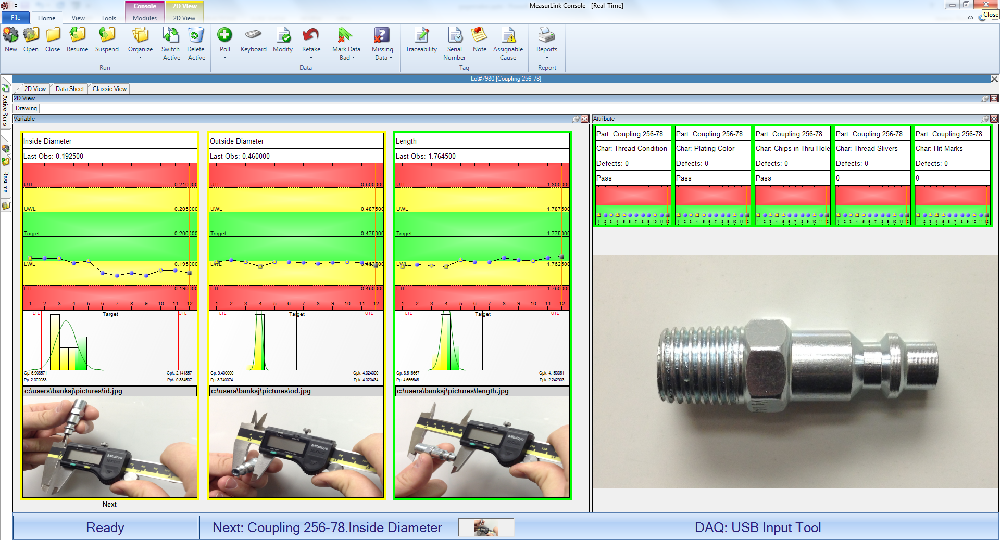 MeasurLink Console - [Real-Time]
Close
Console
2D View
File
Home
View
Tools
Modules
2D View
New
Open
Close
Resume
Suspend
Organize
Switch Active
Delete Active
Run
Poll
Keyboard
Modify
Retake
Mark Data Bad
Missing Data
Data
Traceability
Serial Number
Note
Assignable Cause
Tag
Reports
Report
Lot#7980 [Coupling 256-78]
Active Runs
Resume
2D View
Data Sheet
Classic View
2D View
Drawing
Variable
Inside Diameter
Last Obs: 0.192500
UTL 0.210000
UWL 0.205000
Target 0.200000
LWL 0.195000
LTL 0.190000
1 2 3 4 5 6 7 8 9 10 11 12
LTL Target UTL
Cp: 5.908571 Cpk: 2.141857
Pp: 2.302088 Ppk: 0.834507
c:\users\banksj\pictures\id.jpg
Mitutoyo
Next
Outside Diameter
Last Obs: 0.460000
UTL 0.500000
UWL 0.487500
Target 0.475000
LWL 0.462500
LTL 0.450000
1 2 3 4 5 6 7 8 9 10 11 12
LTL Target UTL
Cp: 9.400000 Cpk: 4.324000
Pp: 8.740074 Ppk: 4.020434
c:\users\banksj\pictures\od.jpg
Mitutoyo
Length
Last Obs: 1.764500
UTL 1.800000
UWL 1.787500
Target 1.775000
LWL 1.762500
LTL 1.750000
1 2 3 4 5 6 7 8 9 10 11 12
LTL Target UTL
Cp: 8.616667 Cpk: 4.150361
Pp: 4.656546 Ppk: 2.242903
c:\users\banksj\pictures\length.jpg
Mitutoyo
Attribute
Part: Coupling 256-78
Char: Thread Condition
Defects: 0
Pass
1 2 3 4 5 6 7 8 9 10 11 12
Part: Coupling 256-78
Char: Plating Color
Defects: 0
Pass
1 2 3 4 5 6 7 8 9 10 11 12
Part: Coupling 256-78
Char: Chips in Thru Hole
Defects: 0
Pass
1 2 3 4 5 6 7 8 9 10 11 12
Part: Coupling 256-78
Char: Thread Slivers
Defects: 0
0
1 2 3 4 5 6 7 8 9 10 11 12
Part: Coupling 256-78
Char: Hit Marks
Defects: 0
0
1 2 3 4 5 6 7 8 9 10 11 12
Ready
Next: Coupling 256-78.Inside Diameter
DAQ: USB Input Tool